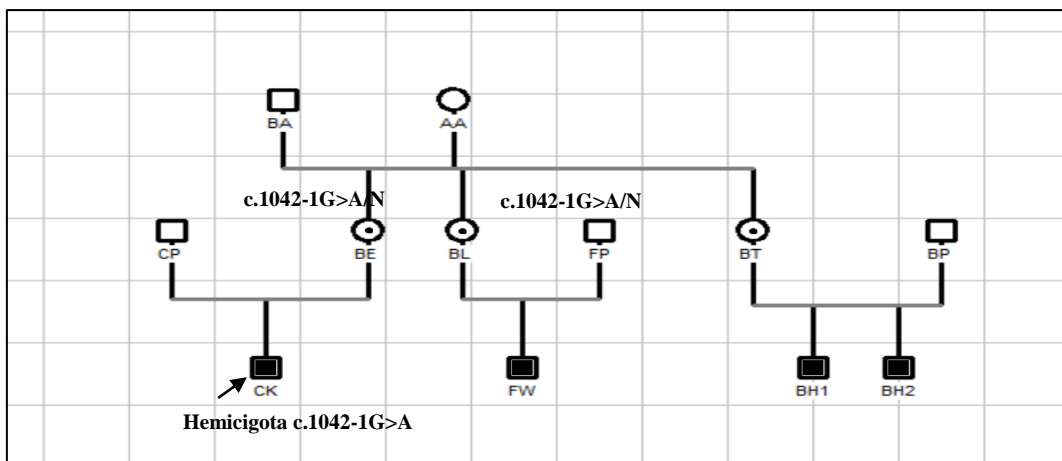 BA AA
c.1042-1G>A/N c.1042-1G>A/N
CP BE BL FP BT BP
CK FW BH1 BH2
Hemicigota c.1042-1G>A